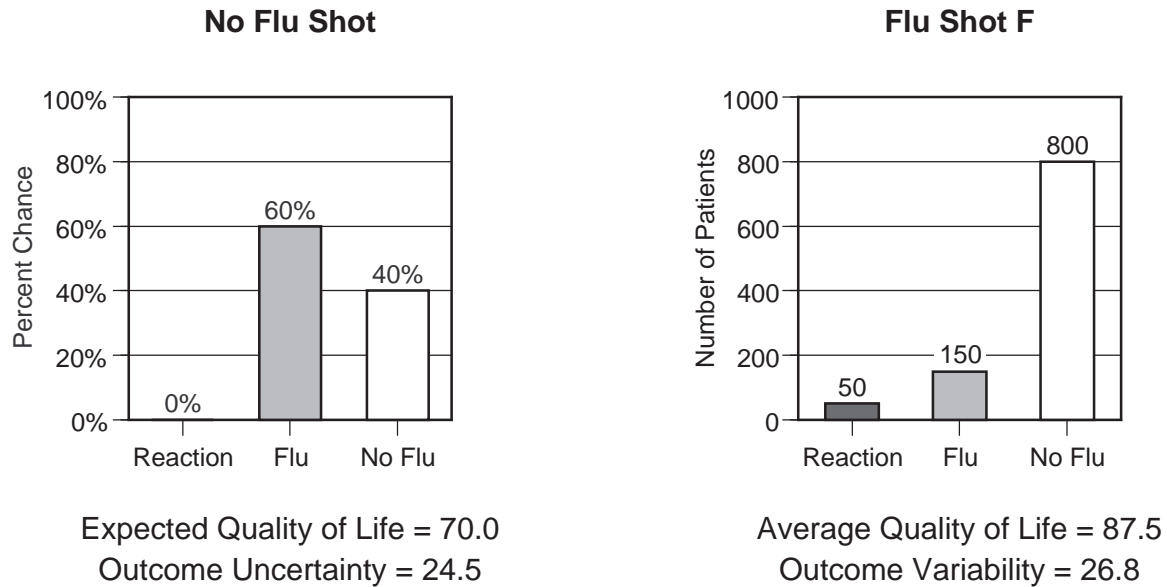 No Flu Shot
100%
80%
60%
40%
20%
0%
Percent Chance
0%
60%
40%
Reaction Flu No Flu
Expected Quality of Life = 70.0
Outcome Uncertainty = 24.5
Flu Shot F
1000
800
600
400
200
0
Number of Patients
50
150
800
Reaction Flu No Flu
Average Quality of Life = 87.5
Outcome Variability = 26.8